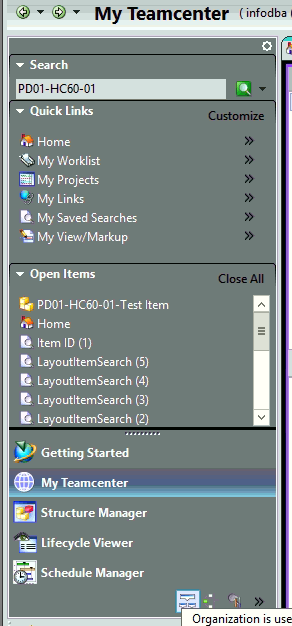 My Teamcenter ( infodba
Search
PD01-HC60-01
Quick Links Customize
Home
My Worklist
My Projects
My Links
My Saved Searches
My View/Markup
Open Items Close All
PD01-HC60-01-Test Item
Home
Item ID (1)
LayoutItemSearch (5)
LayoutItemSearch (4)
LayoutItemSearch (3)
LayoutItemSearch (2)
Getting Started
My Teamcenter
Structure Manager
Lifecycle Viewer
Schedule Manager
Organization is use